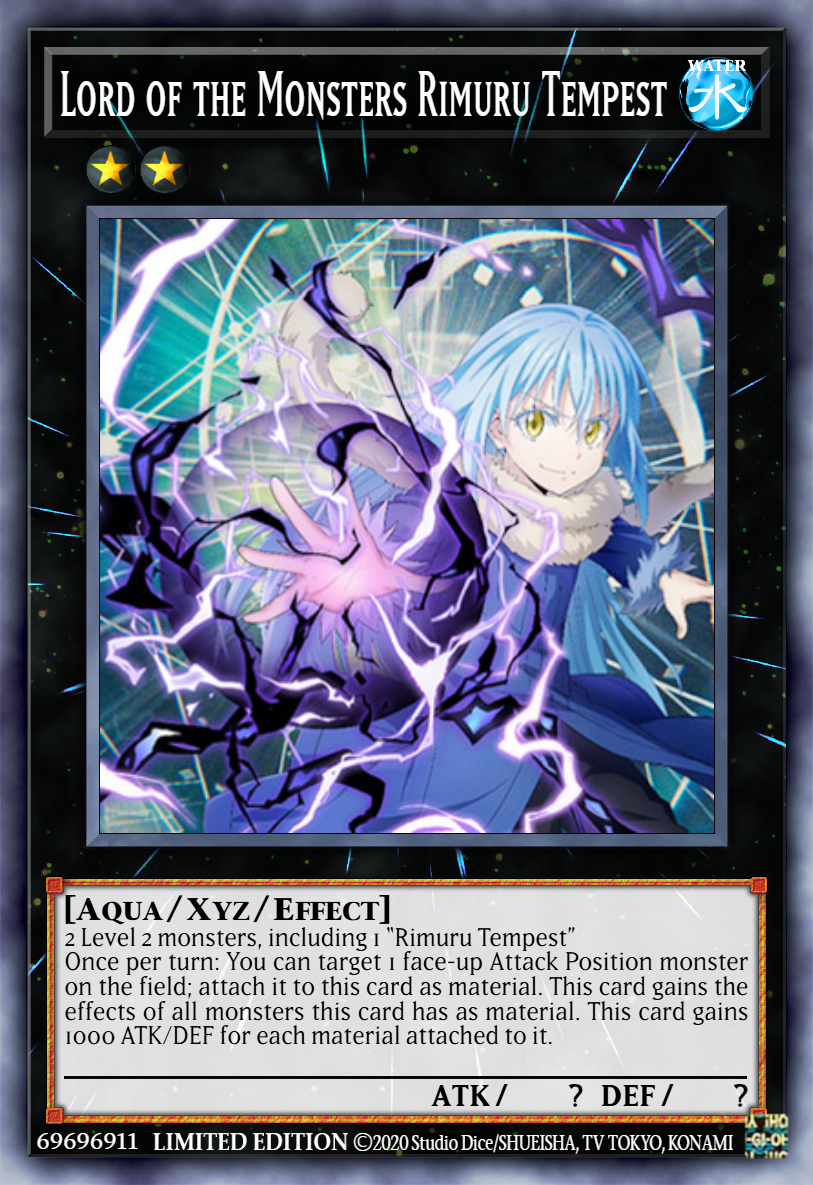 Lord of the Monsters Rimuru Tempest
WATER
水
[Aqua/Xyz/Effect]
2 Level 2 monsters, including 1 "Rimuru Tempest"
Once per turn: You can target 1 face-up Attack Position monster
on the field; attach it to this card as material. This card gains the
effects of all monsters this card has as material. This card gains
1000 ATK/DEF for each material attached to it.
ATK/ ? DEF/ ?
69696911 LIMITED EDITION ©2020 Studio Dice/SHUEISHA, TV TOKYO, KONAMI